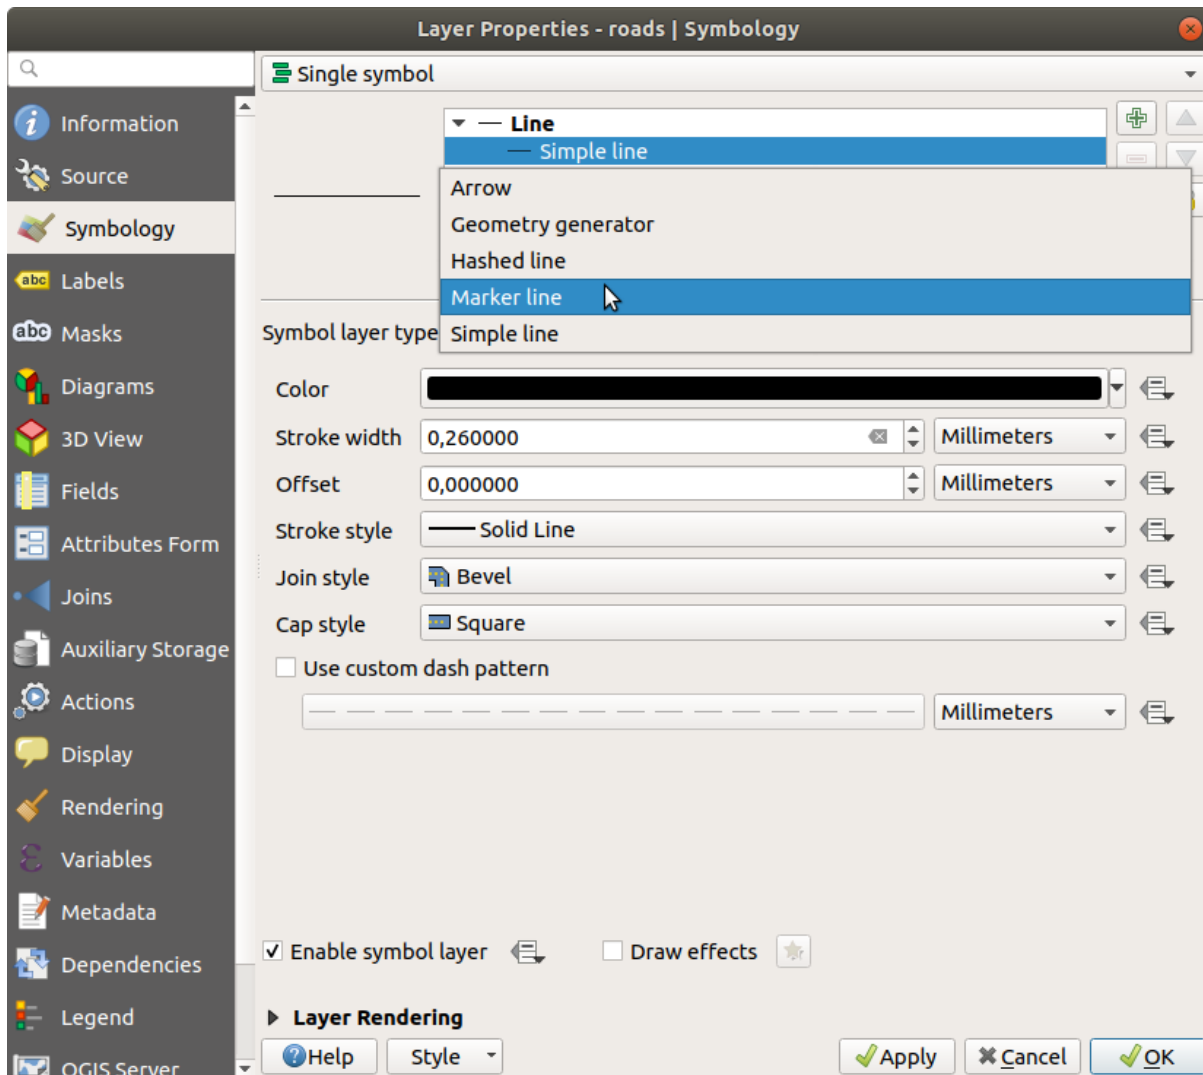 Layer Properties - roads | Symbology
Single symbol
Information
Source
Symbology
abc Labels
abc Masks
Diagrams
3D View
Fields
Attributes Form
Joins
Auxiliary Storage
Actions
Display
Rendering
Variables
Metadata
Dependencies
Legend
QGIS Server
Line
Simple line
Arrow
Geometry generator
Hashed line
Marker line
Simple line
Symbol layer type
Color
Stroke width 0,260000 Millimeters
Offset 0,000000 Millimeters
Stroke style Solid Line
Join style Bevel
Cap style Square
Use custom dash pattern
Millimeters
Enable symbol layer Draw effects
Layer Rendering
Help Style Apply Cancel OK